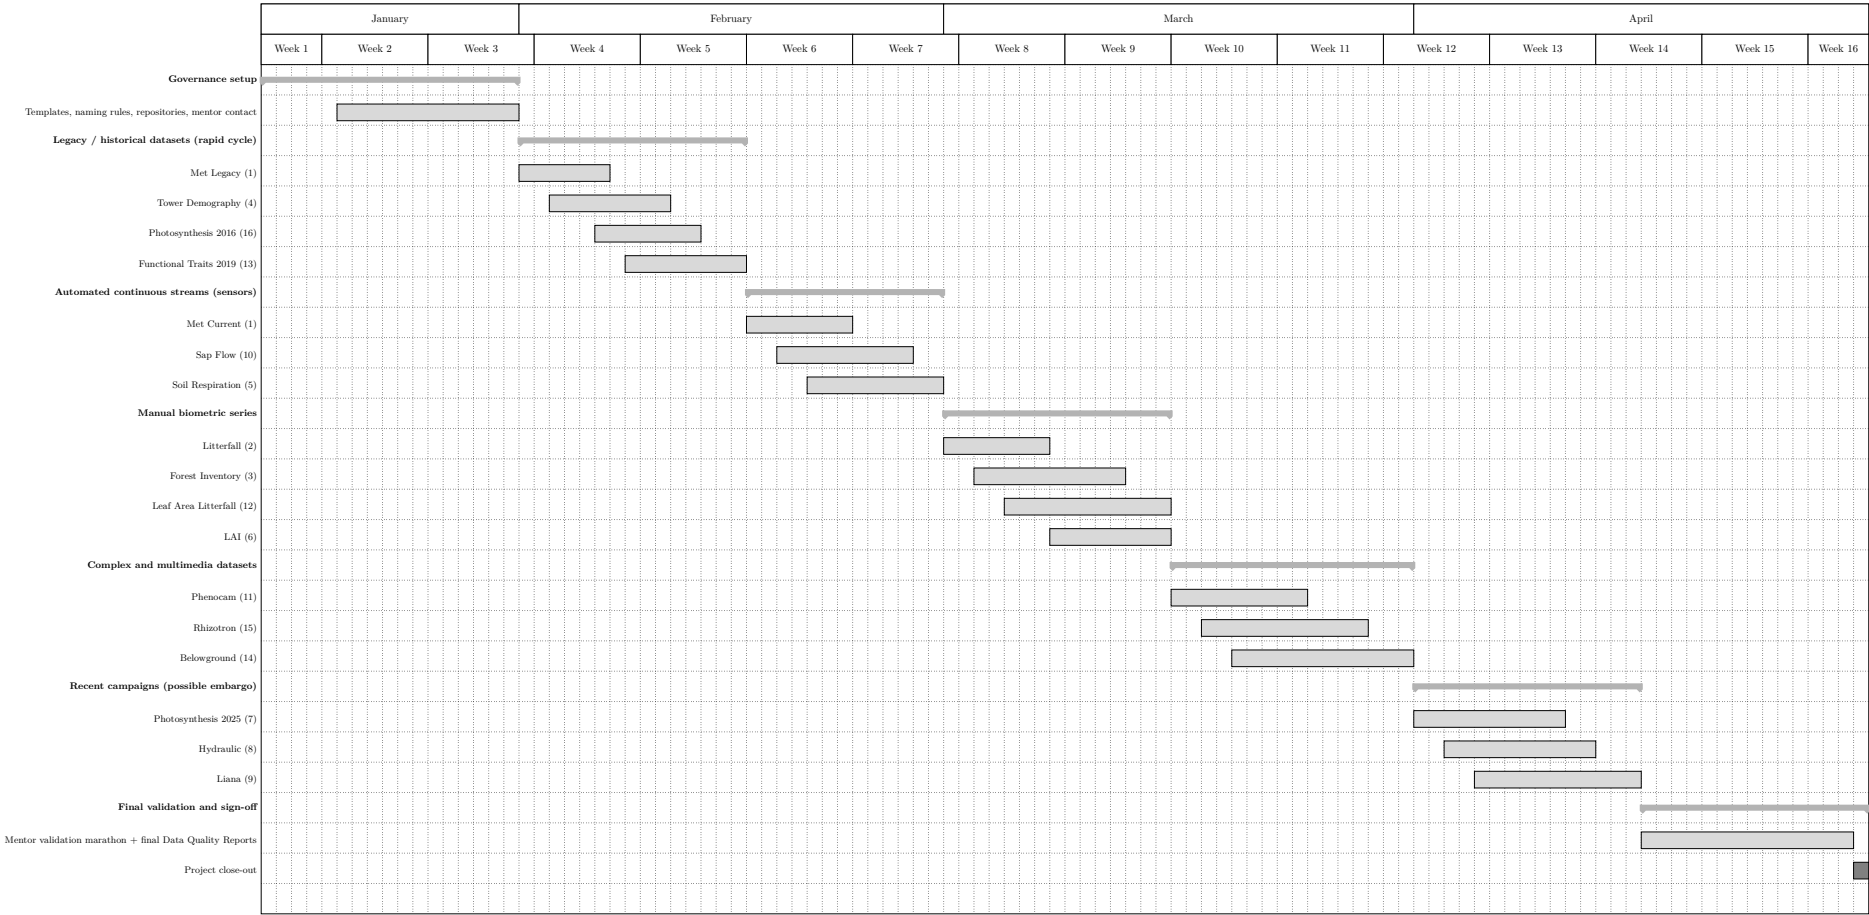 January February March April
Week 1 Week 2 Week 3 Week 4 Week 5 Week 6 Week 7 Week 8 Week 9 Week 10 Week 11 Week 12 Week 13 Week 14 Week 15 Week 16
Governance setup
Templates, naming rules, repositories, mentor contact
Legacy / historical datasets (rapid cycle)
Met Legacy (1)
Tower Demography (4)
Photosynthesis 2016 (16)
Functional Traits 2019 (13)
Automated continuous streams (sensors)
Met Current (1)
Sap Flow (10)
Soil Respiration (5)
Manual biometric series
Litterfall (2)
Forest Inventory (3)
Leaf Area Litterfall (12)
LAI (6)
Complex and multimedia datasets
Phenocam (11)
Rhizotron (15)
Belowground (14)
Recent campaigns (possible embargo)
Photosynthesis 2025 (7)
Hydraulic (8)
Liana (9)
Final validation and sign-off
Mentor validation marathon + final Data Quality Reports
Project close-out